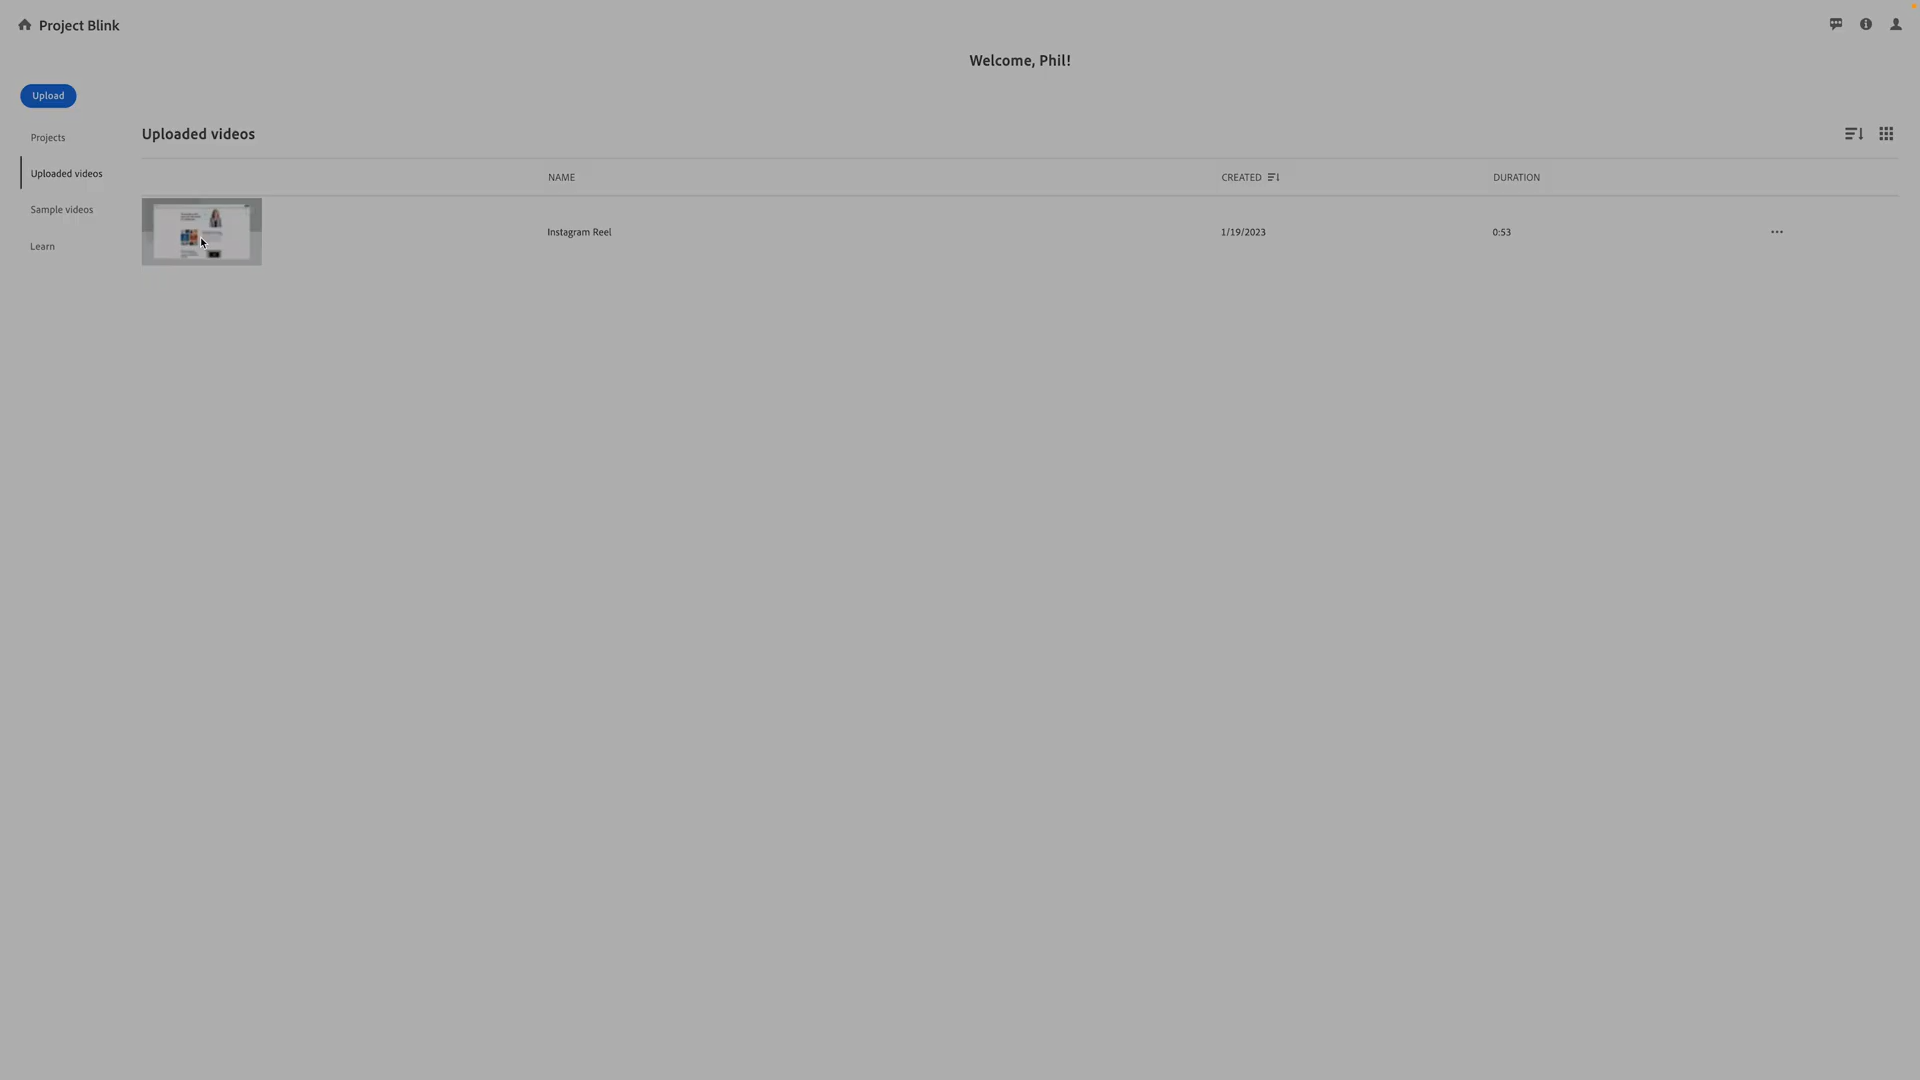 Project Blink
Welcome, Phil!
Upload
Projects
Uploaded videos
Sample videos
Learn
Uploaded videos
NAME CREATED DURATION
Instagram Reel 1/19/2023 0:53